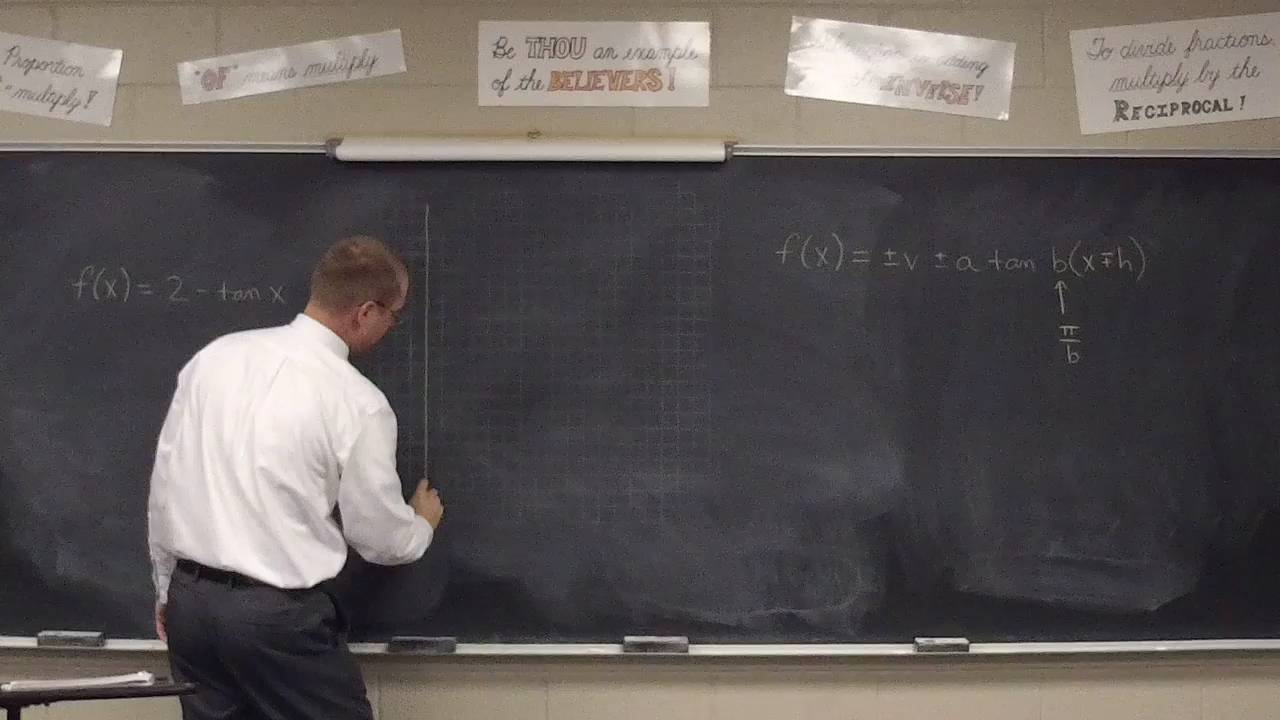 Proportion
"multiply!
"OF" means multiply
Be THOU an example
of the BELIEVERS!
adding
INVERSE!
To divide fractions,
multiply by the
RECIPROCAL!
f(x) = 2 - tan x
f(x) = ±v ±a tan b(x∓h)
↑
π/b